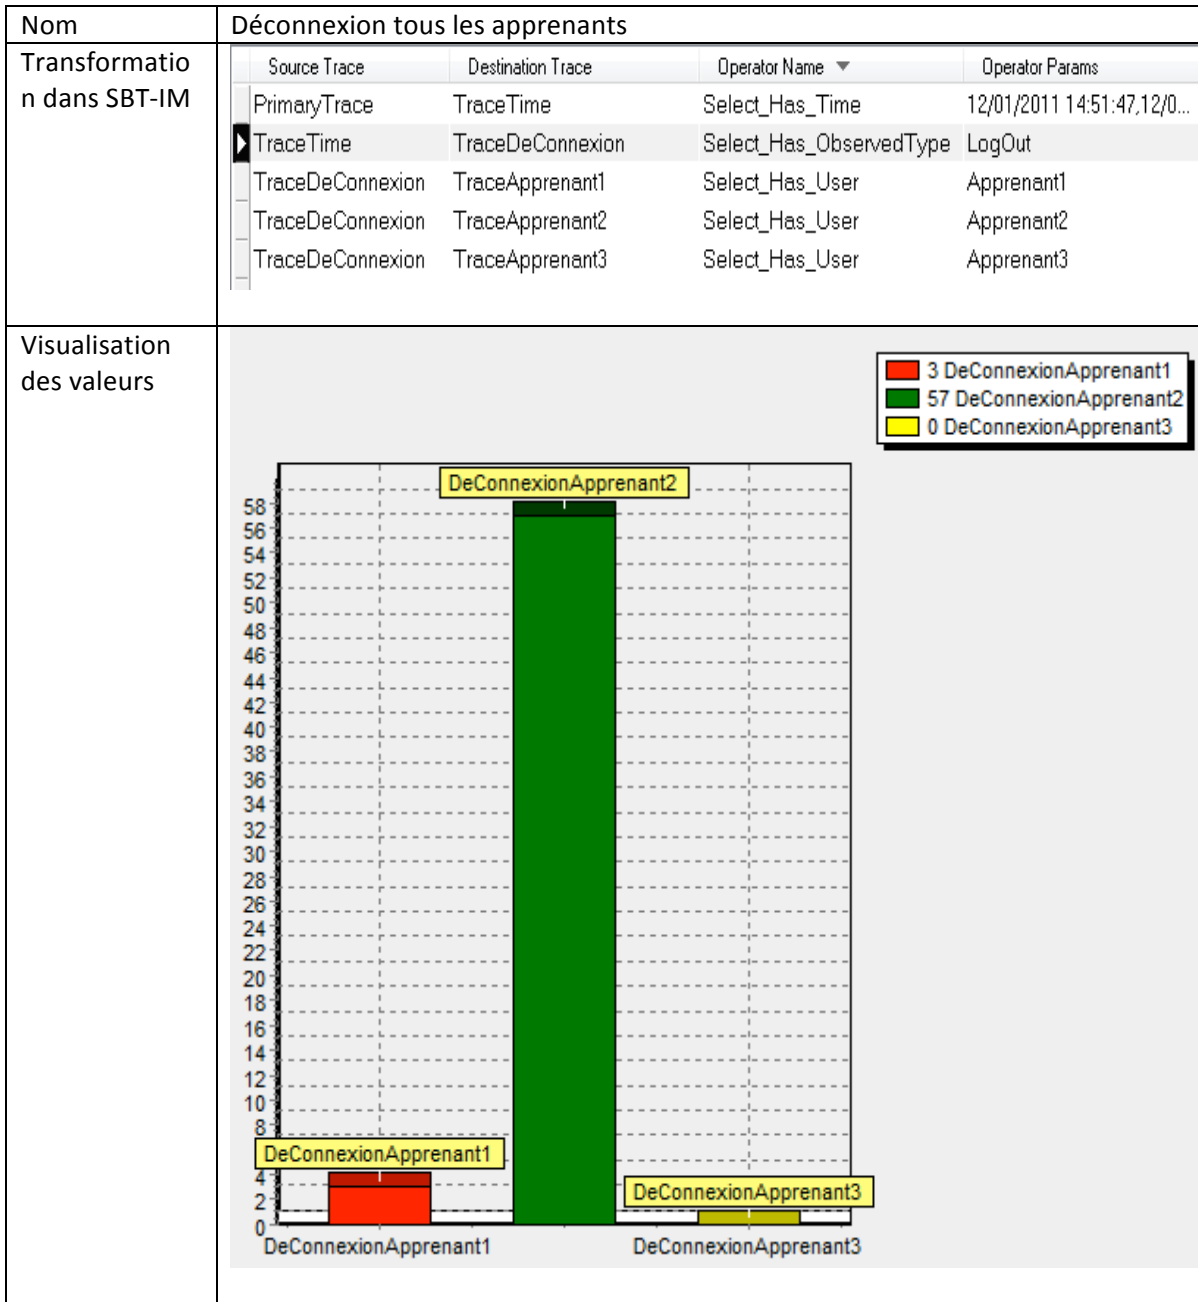 Nom Déconnexion tous les apprenants
Transformatio
n dans SBT-IM
Source Trace Destination Trace Operator Name Operator Params
PrimaryTrace TraceTime Select_Has_Time 12/01/2011 14:51:47,12/0...
TraceTime TraceDeConnexion Select_Has_ObservedType LogOut
TraceDeConnexion TraceApprenant1 Select_Has_User Apprenant1
TraceDeConnexion TraceApprenant2 Select_Has_User Apprenant2
TraceDeConnexion TraceApprenant3 Select_Has_User Apprenant3
Visualisation
des valeurs
3 DeConnexionApprenant1
57 DeConnexionApprenant2
0 DeConnexionApprenant3
DeConnexionApprenant2
58
56
54
52
50
48
46
44
42
40
38
36
34
32
30
28
26
24
22
20
18
16
14
12
10
8
DeConnexionApprenant1
4
DeConnexionApprenant3
2
0
DeConnexionApprenant1 DeConnexionApprenant3